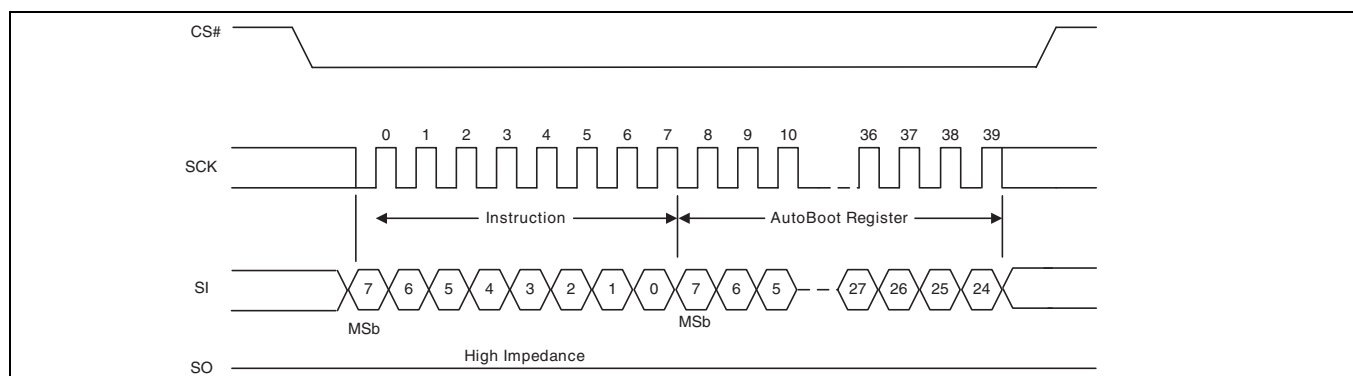 CS#
0 1 2 3 4 5 6 7 8 9 10 36 37 38 39
SCK
Instruction AutoBoot Register
SI 7 6 5 4 3 2 1 0 7 6 5 27 26 25 24
MSb MSb
High Impedance
SO